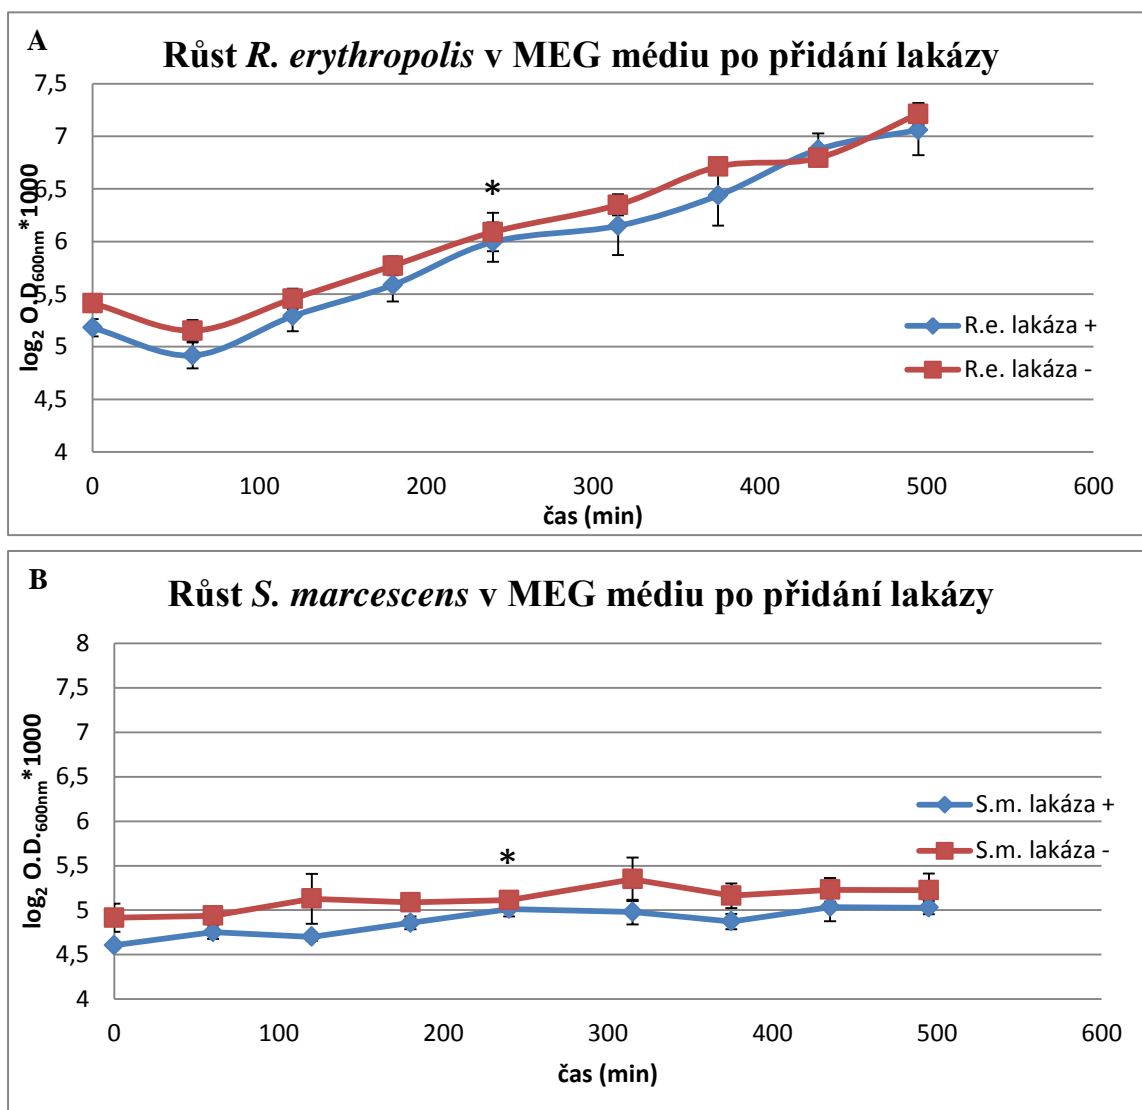 A
Růst R. erythropolis v MEG médiu po přidání lakázy
7,5
7
6,5
6
5,5
5
4,5
4
log2 O.D(600nm*1000
*
R.e. lakáza +
R.e. lakáza -
0 100 200 300 400 500 600
čas (min)
B
Růst S. marcescens v MEG médiu po přidání lakázy
8
7,5
7
6,5
6
5,5
5
4,5
4
log2 O.D.600nm*1000
*
S.m. lakáza +
S.m. lakáza -
0 100 200 300 400 500 600
čas (min)